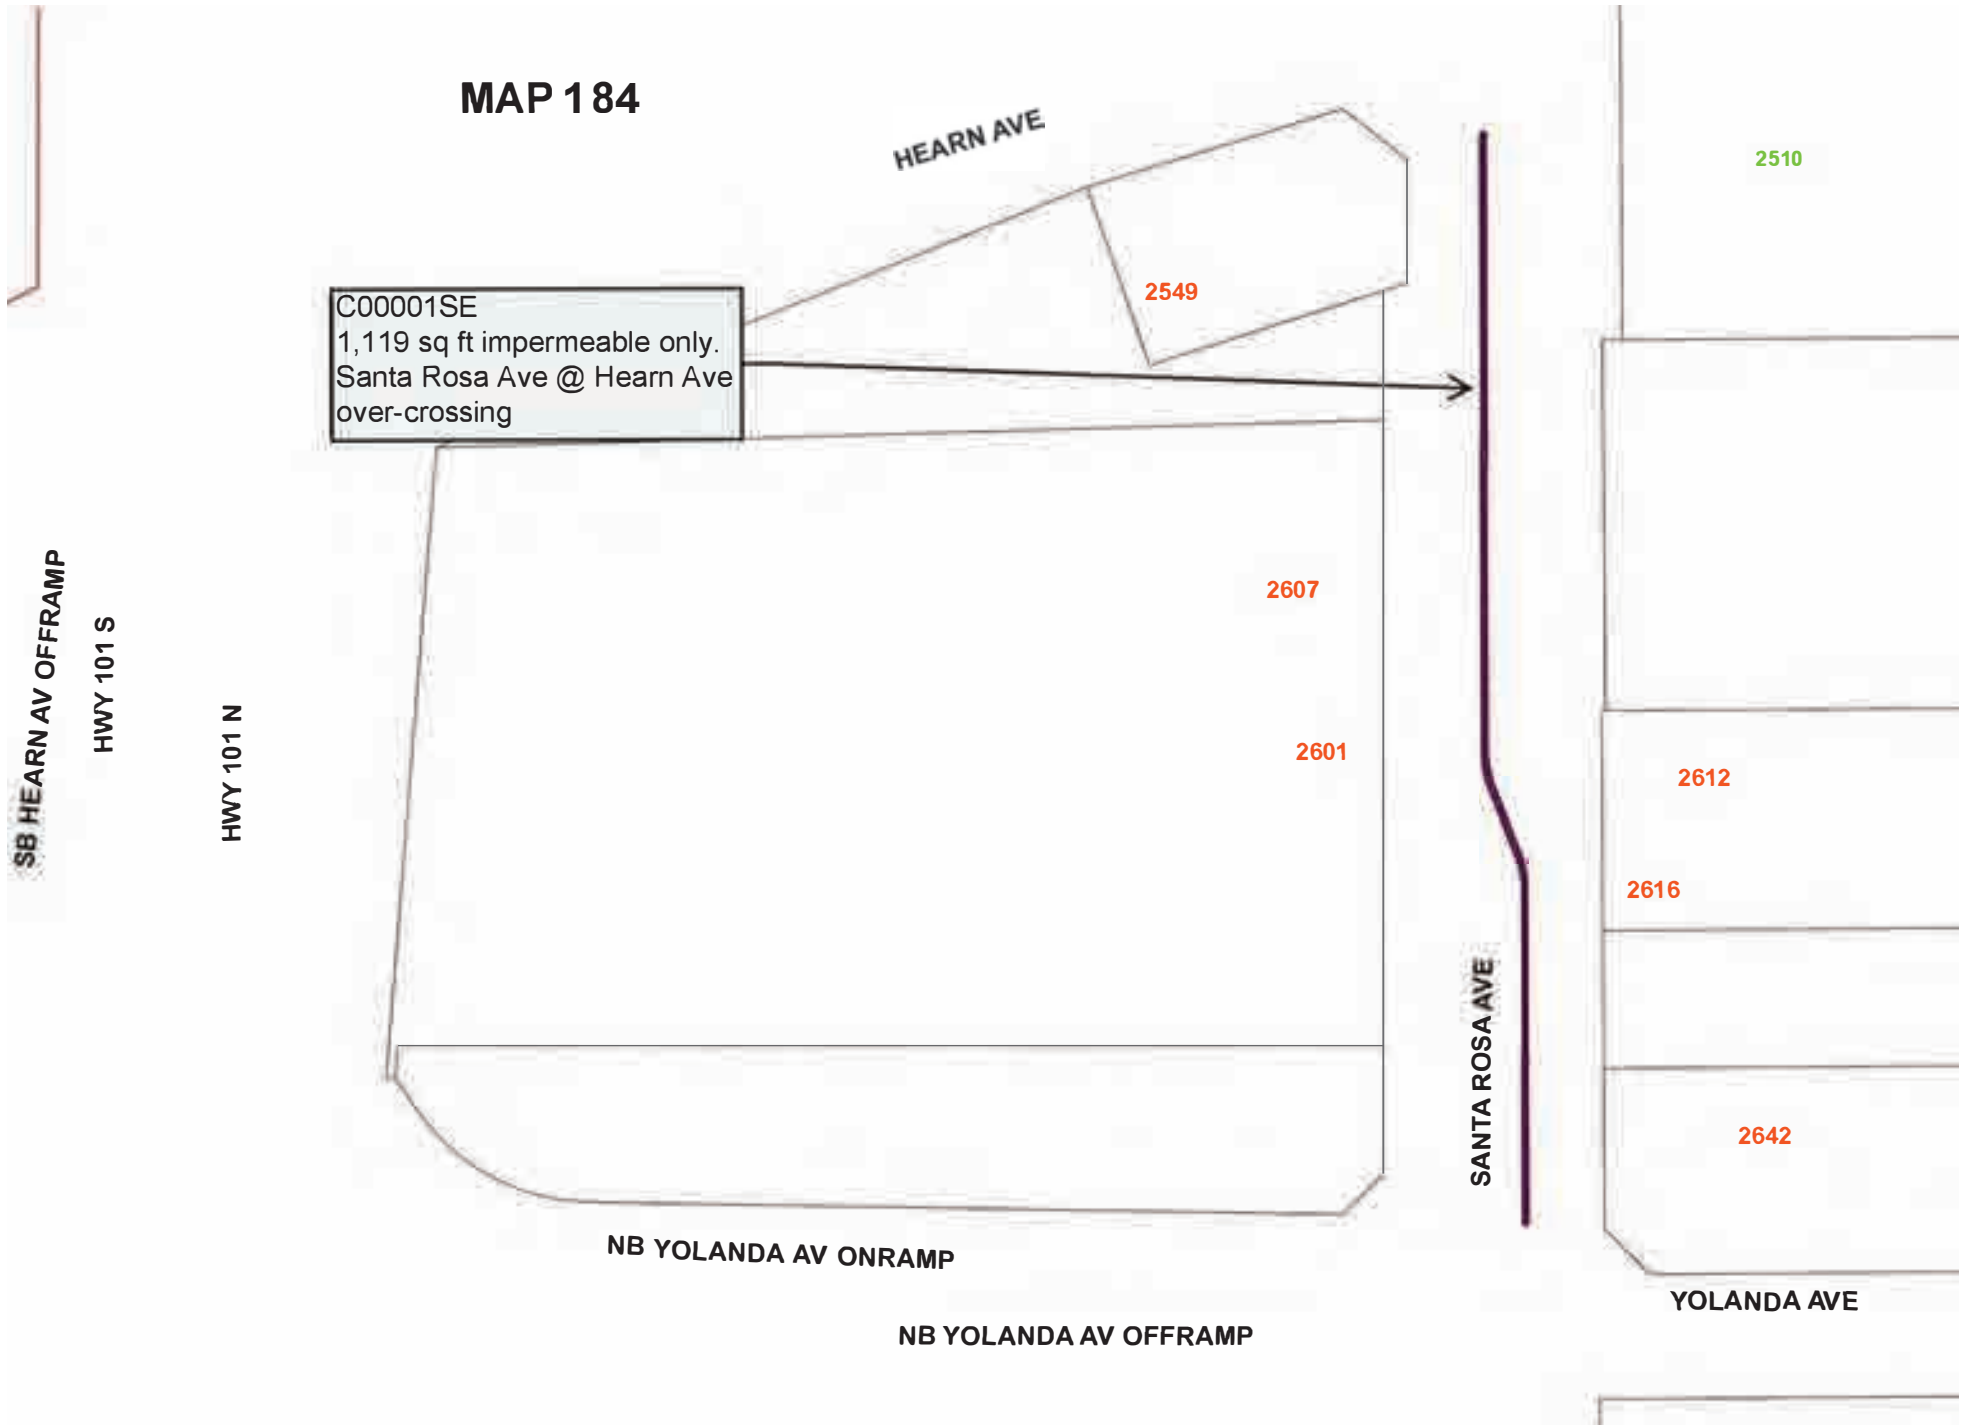 MAP 184
HEARN AVE
2510
C00001SE
1,119 sq ft impermeable only.
Santa Rosa Ave @ Hearn Ave
over-crossing
2549
SB HEARN AV OFFRAMP
HWY 101 S
HWY 101 N
2607
2601
2612
2616
SANTA ROSA AVE
2642
NB YOLANDA AV ONRAMP
YOLANDA AVE
NB YOLANDA AV OFFRAMP